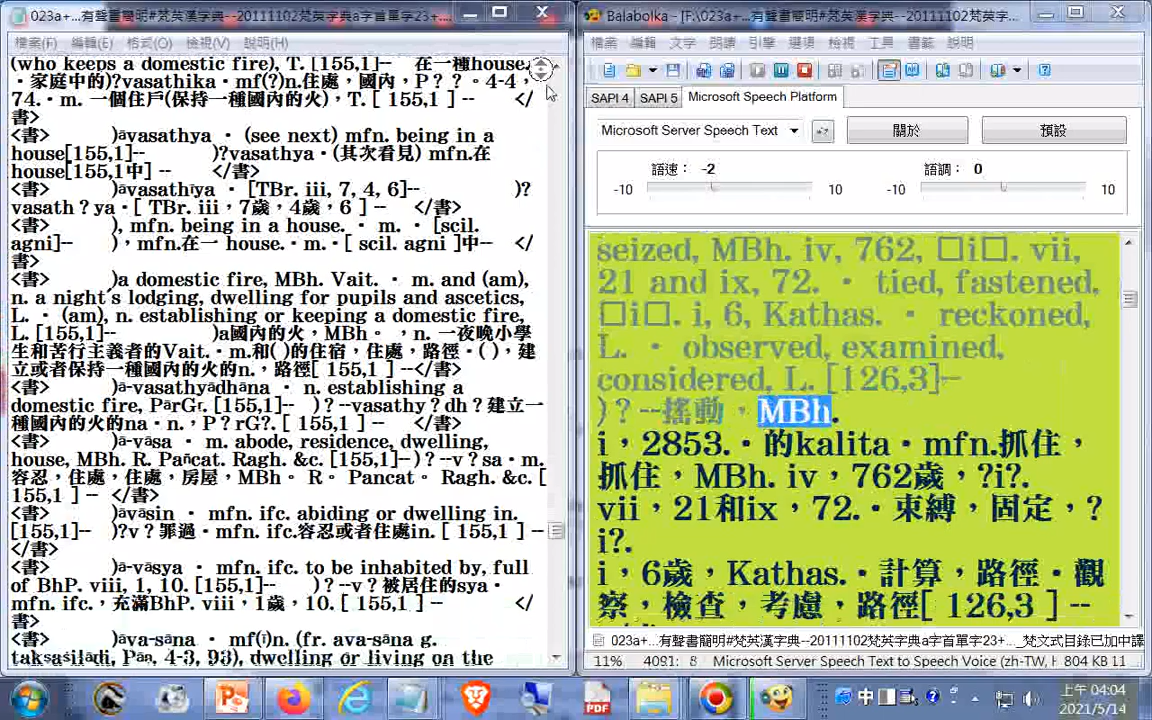 023a+...有聲書簡明#梵英漢字典--20111102梵英字典a字首單字23+...
檔案(F) 編輯(E) 格式(O) 檢視(V) 說明(H)
(who keeps a domestic fire), T. [155,1]-- 在一種house,
・家庭中的)?vasathika・mf(?)n.住處，國內，P？？。4-4，
74.・m. 一個住戶(保持一種國內的火)，T. [ 155,1 ] -- </
書>
<書> )āvasathya・(see next) mfn. being in a
house[155,1]-- )?vasathya・(其次看見) mfn.在
house[155,1中] -- </書>
<書> )āvasathīya・[TBr. iii, 7, 4, 6]-- )?
vasath？ya・[ TBr. iii，7歲，4歲，6 ] -- </書>
<書> ), mfn. being in a house.・m.・[scil.
agni]-- )，mfn.在一 house.・m.・[ scil. agni ]中-- </
書>
<書> )a domestic fire, MBh. Vait.・ m. and (am),
n. a night's lodging, dwelling for pupils and ascetics,
L.・(am), n. establishing or keeping a domestic fire,
L. [155,1]-- )a國內的火，MBh。，n. 一夜晚小學
生和苦行主義者的Vait.・m.和( )的住宿，住處，路徑・( )，建
立或者保持一種國內的火的n.，路徑[ 155,1 ] --</書>
<書> )ā-vasathyādhāna・n. establishing a
domestic fire, PārGṛ. [155,1]-- )?--vasathy？dh？建立一
種國內的火的na・n.，P？rG?. [ 155,1 ] -- </書>
<書> )ā-vāsa・m. abode, residence, dwelling,
house, MBh. R. Pañcat. Ragh. &c. [155,1]--)？--v？sa・m.
容忍，住處，住處，房屋，MBh。R。Pancat. Ragh. &c. [
155,1 ] -- </書>
<書> )āvāsin・mfn. ifc. abiding or dwelling in.
[155,1]-- )?v？罪過・mfn. ifc.容忍或者住處in. [ 155,1 ] --
</書>
<書> )ā-vāsya・mfn. ifc. to be inhabited by, full
of BhP. viii, 1, 10. [155,1]-- )? --v？被居住的sya・
mfn. ifc.，充滿BhP. viii，1歲，10. [ 155,1 ] -- </
書>
<書> )āva-sāna・mf(ī)n. (fr. ava-sāna g.
takṣaśilādi, Pāṇ, 4-3, 93), dwelling or living on the
Balabolka - [F:\023a+...有聲書簡明#梵英漢字典--20111102梵英字...
檔案 編輯 文字 朗讀 引擎 選項 檢視 工具 書籤 說明
SAPI 4 SAPI 5 Microsoft Speech Platform
Microsoft Server Speech Text 關於 預設
語速： -2 語調： 0
-10 10 -10 10
seized, MBh. iv, 762, □i□. vii,
21 and ix, 72.・ tied, fastened,
□i□. i, 6, Kathas.・ reckoned,
L.・ observed, examined,
considered, L. [126,3]--
)？--搖動，MBh.
i，2853.・的kalita・mfn.抓住，
抓住，MBh. iv，762歲，?i?.
vii，21和ix，72.・束縛，固定，?
i?.
i，6歲，Kathas.・計算，路徑・觀
察，檢查，考慮，路徑[ 126,3 ] --
023a+...有聲書簡明#梵英漢字典--20111102梵英字典a字首單字23+..._梵文式目錄已加中譯
11% 4091: 8 Microsoft Server Speech Text to Speech Voice (zh-TW, H 804 KB 11
中
上午 04:04
2021/5/14